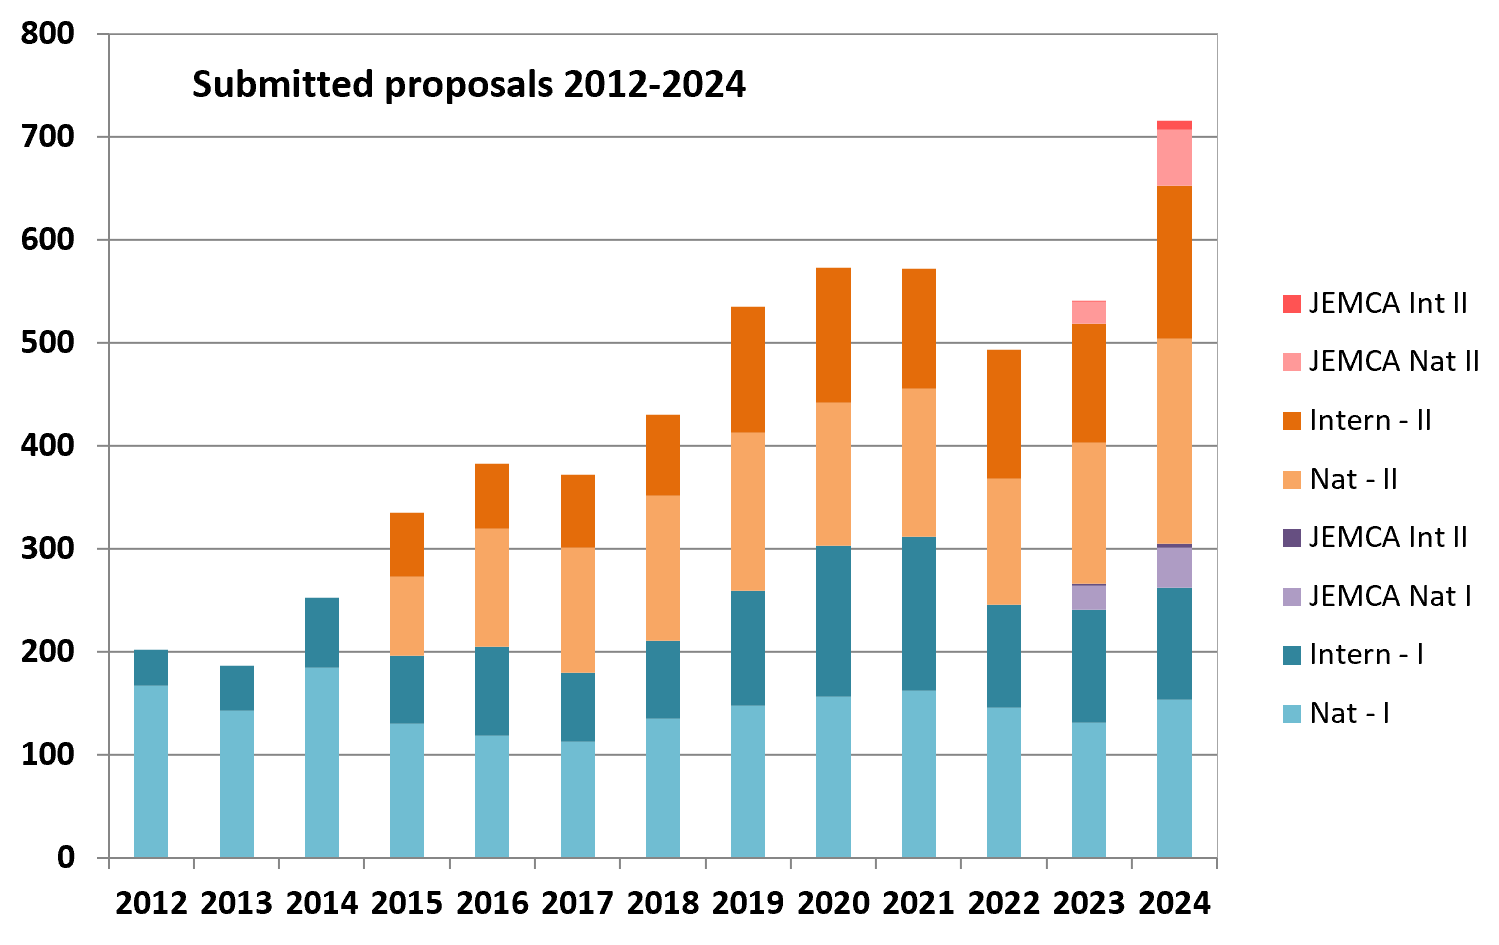 800
Submitted proposals 2012-2024
700
600
500
400
300
200
100
0
2012 2013 2014 2015 2016 2017 2018 2019 2020 2021 2022 2023 2024
JEMCA Int II
JEMCA Nat II
Intern - II
Nat - II
JEMCA Int II
JEMCA Nat I
Intern - I
Nat - I